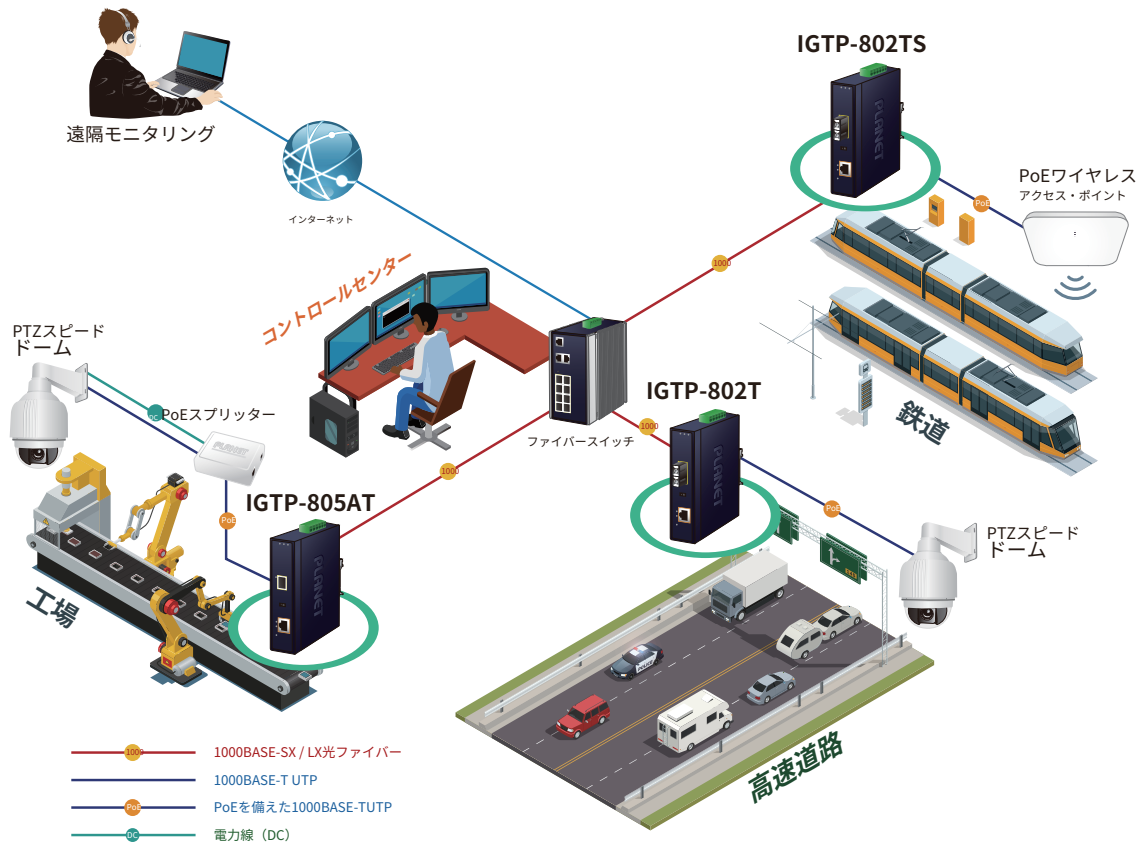 IGTP-802TS
PLANET
遠隔モニタリング
インターネット
PoEワイヤレス
アクセス・ポイント
PoE
1000
コントロールセンター
PTZスピード
ドーム
DC
PoEスプリッター
PLANET
ファイバースイッチ
IGTP-802T
PLANET
1000
鉄道
1000
IGTP-805AT
PLANET
PoE
PoE
PTZスピード
ドーム
工場
POLICE
高速道路
1000
1000BASE-SX / LX光ファイバー
1000BASE-T UTP
PoE
PoEを備えた1000BASE-TUTP
DC
電力線（DC）